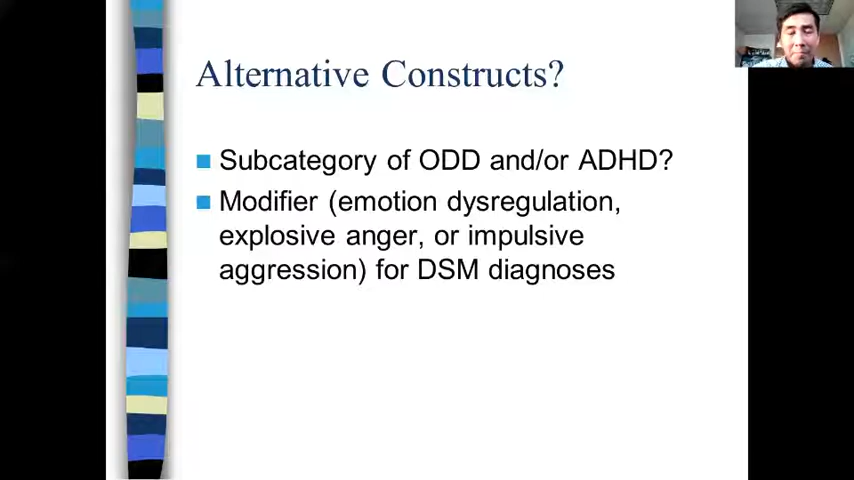 Alternative Constructs?
Subcategory of ODD and/or ADHD?
Modifier (emotion dysregulation,
explosive anger, or impulsive
aggression) for DSM diagnoses